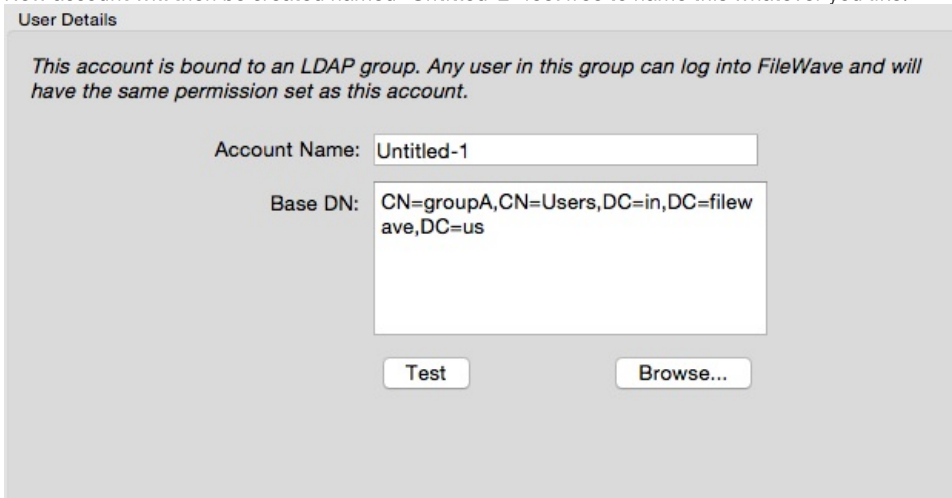 User Details
This account is bound to an LDAP group. Any user in this group can log into FileWave and will
have the same permission set as this account.
Account Name: Untitled-1
Base DN: CN=groupA,CN=Users,DC=in,DC=filew
ave,DC=us
Test Browse...